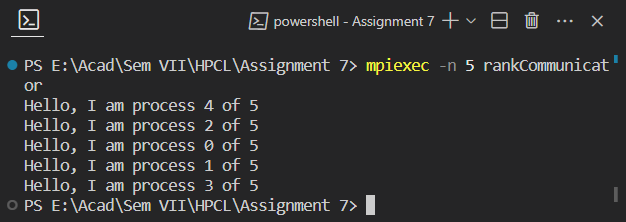 powershell - Assignment 7
PS E:\Acad\Sem VII\HPCL\Assignment 7> mpiexec -n 5 rankCommunicat
or
Hello, I am process 4 of 5
Hello, I am process 2 of 5
Hello, I am process 0 of 5
Hello, I am process 1 of 5
Hello, I am process 3 of 5
PS E:\Acad\Sem VII\HPCL\Assignment 7>